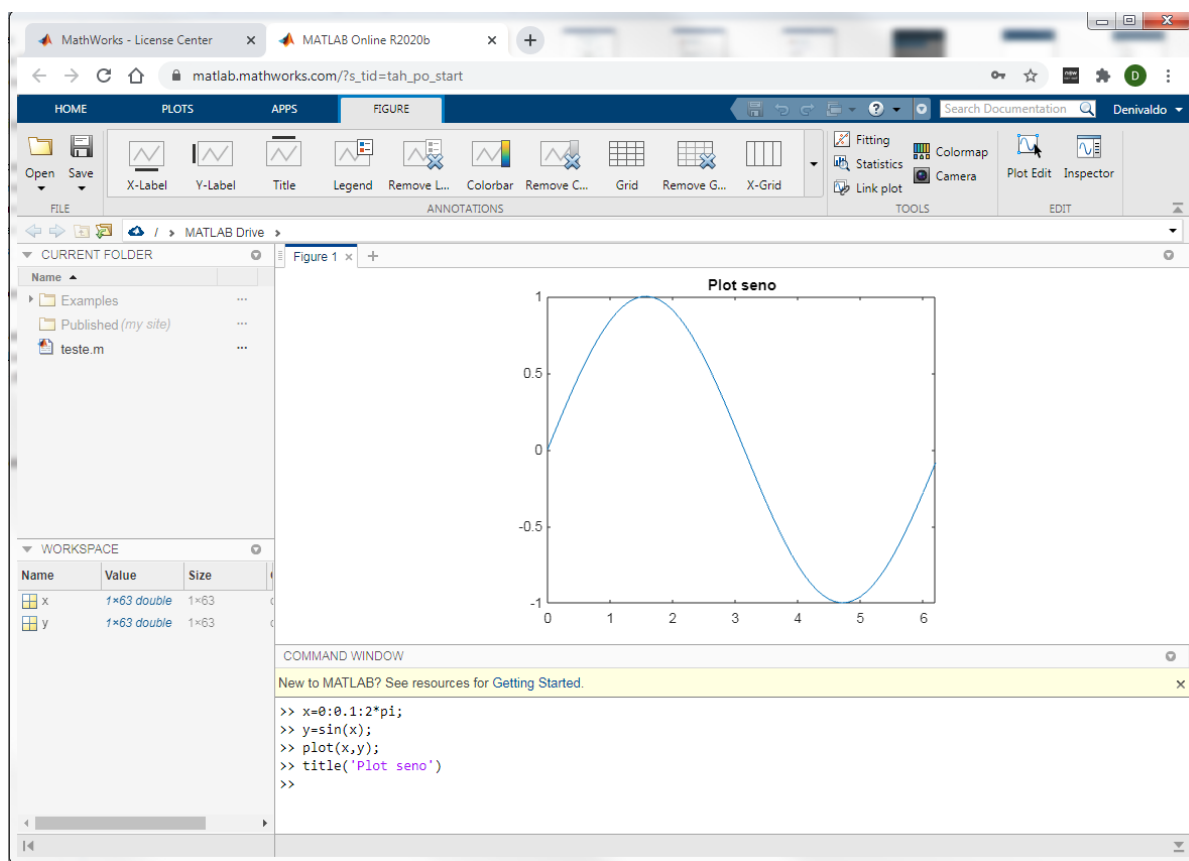 MathWorks - License Center
MATLAB Online R2020b
matlab.mathworks.com/?s_tid=tah_po_start
new
D
HOME PLOTS APPS FIGURE
Search Documentation
Denivaldo
Open Save
X-Label Y-Label Title Legend Remove L... Colorbar Remove C... Grid Remove G... X-Grid
Fitting
Statistics
Link plot
Colormap
Camera
Plot Edit Inspector
FILE ANNOTATIONS TOOLS EDIT
/ › MATLAB Drive ›
CURRENT FOLDER
Name
Examples ...
Published (my site) ...
teste.m ...
WORKSPACE
Name Value Size
x 1×63 double 1×63
y 1×63 double 1×63
Figure 1 × +
Plot seno
1
0.5
0
-0.5
-1
0 1 2 3 4 5 6
COMMAND WINDOW
New to MATLAB? See resources for Getting Started.
>> x=0:0.1:2*pi;
>> y=sin(x);
>> plot(x,y);
>> title('Plot seno')
>>